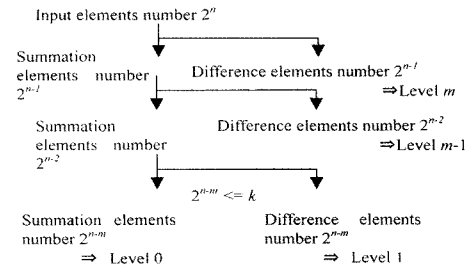 Input elements number 2^n
Summation
elements number
2^{n-1}
Difference elements number 2^{n-1}
⇒Level m
Summation
elements number
2^{n-2}
Difference elements number 2^{n-2}
⇒Level m-1
2^{n-m} <= k
Summation elements
number 2^{n-m}
⇒ Level 0
Difference elements
number 2^{n-m}
⇒ Level 1